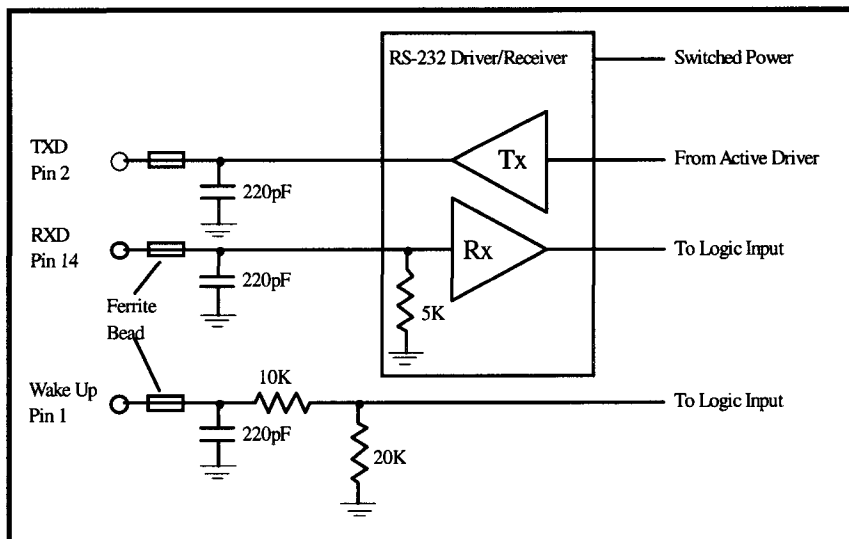 RS-232 Driver/Receiver
Switched Power
TXD
Pin 2
Tx
From Active Driver
220pF
RXD
Pin 14
Rx
To Logic Input
220pF
5K
Ferrite
Bead
Wake Up
Pin 1
10K
To Logic Input
220pF
20K